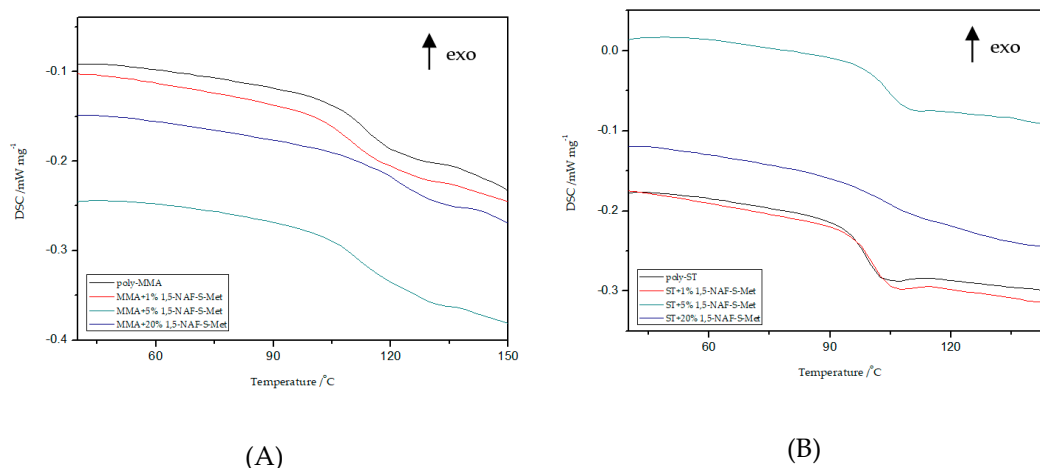 exo
-0.1
-0.2
-0.3
-0.4
DSC /mW mg-1
poly-MMA
MMA+1% 1,5-NAF-S-Met
MMA+5% 1,5-NAF-S-Met
MMA+20% 1,5-NAF-S-Met
60 90 120 150
Temperature /°C
(A)
exo
0.0
-0.1
-0.2
-0.3
DSC /mW mg-1
poly-ST
ST+1% 1,5-NAF-S-Met
ST+5% 1,5-NAF-S-Met
ST+20% 1,5-NAF-S-Met
60 90 120
Temperature /°C
(B)